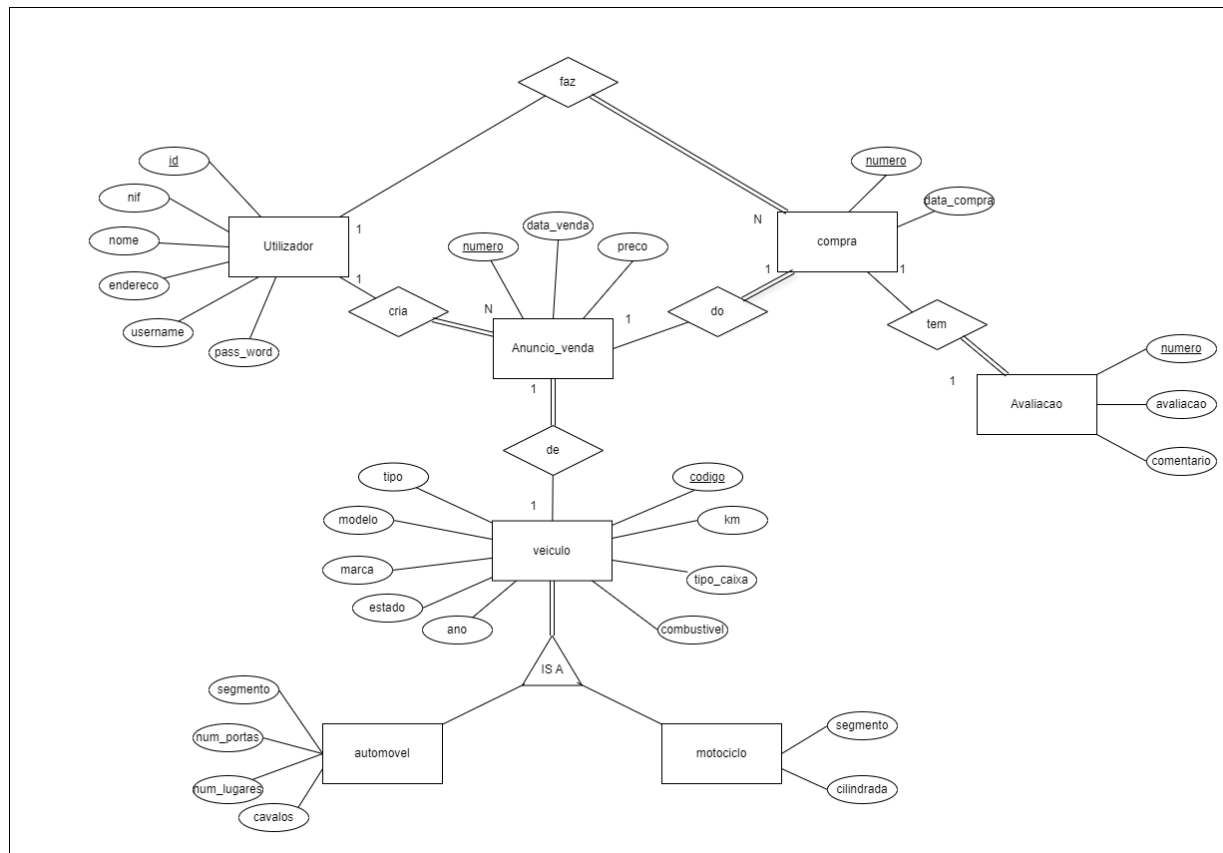 faz
id
numero
nif
data_compra
data_venda
N
1
nome
numero
preco
Utilizador
compra
1
1
1
endereco
N
1
cria
do
tem
username
Anuncio_venda
numero
pass_word
1
1
Avaliacao
avaliacao
de
comentario
tipo
codigo
1
modelo
km
veiculo
marca
tipo_caixa
estado
ano
combustivel
IS A
segmento
segmento
num_portas
automovel
motociclo
num_lugares
cilindrada
cavalos